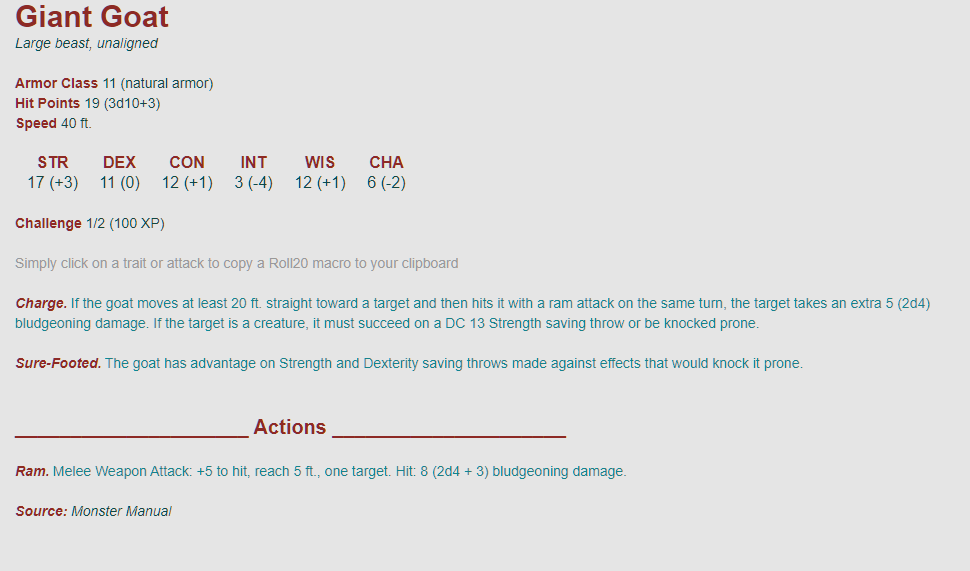 Giant Goat
Large beast, unaligned
Armor Class 11 (natural armor)
Hit Points 19 (3d10+3)
Speed 40 ft.
STR DEX CON INT WIS CHA
17 (+3) 11 (0) 12 (+1) 3 (-4) 12 (+1) 6 (-2)
Challenge 1/2 (100 XP)
Simply click on a trait or attack to copy a Roll20 macro to your clipboard
Charge. If the goat moves at least 20 ft. straight toward a target and then hits it with a ram attack on the same turn, the target takes an extra 5 (2d4)
bludgeoning damage. If the target is a creature, it must succeed on a DC 13 Strength saving throw or be knocked prone.
Sure-Footed. The goat has advantage on Strength and Dexterity saving throws made against effects that would knock it prone.
Actions
Ram. Melee Weapon Attack: +5 to hit, reach 5 ft., one target. Hit: 8 (2d4 + 3) bludgeoning damage.
Source: Monster Manual